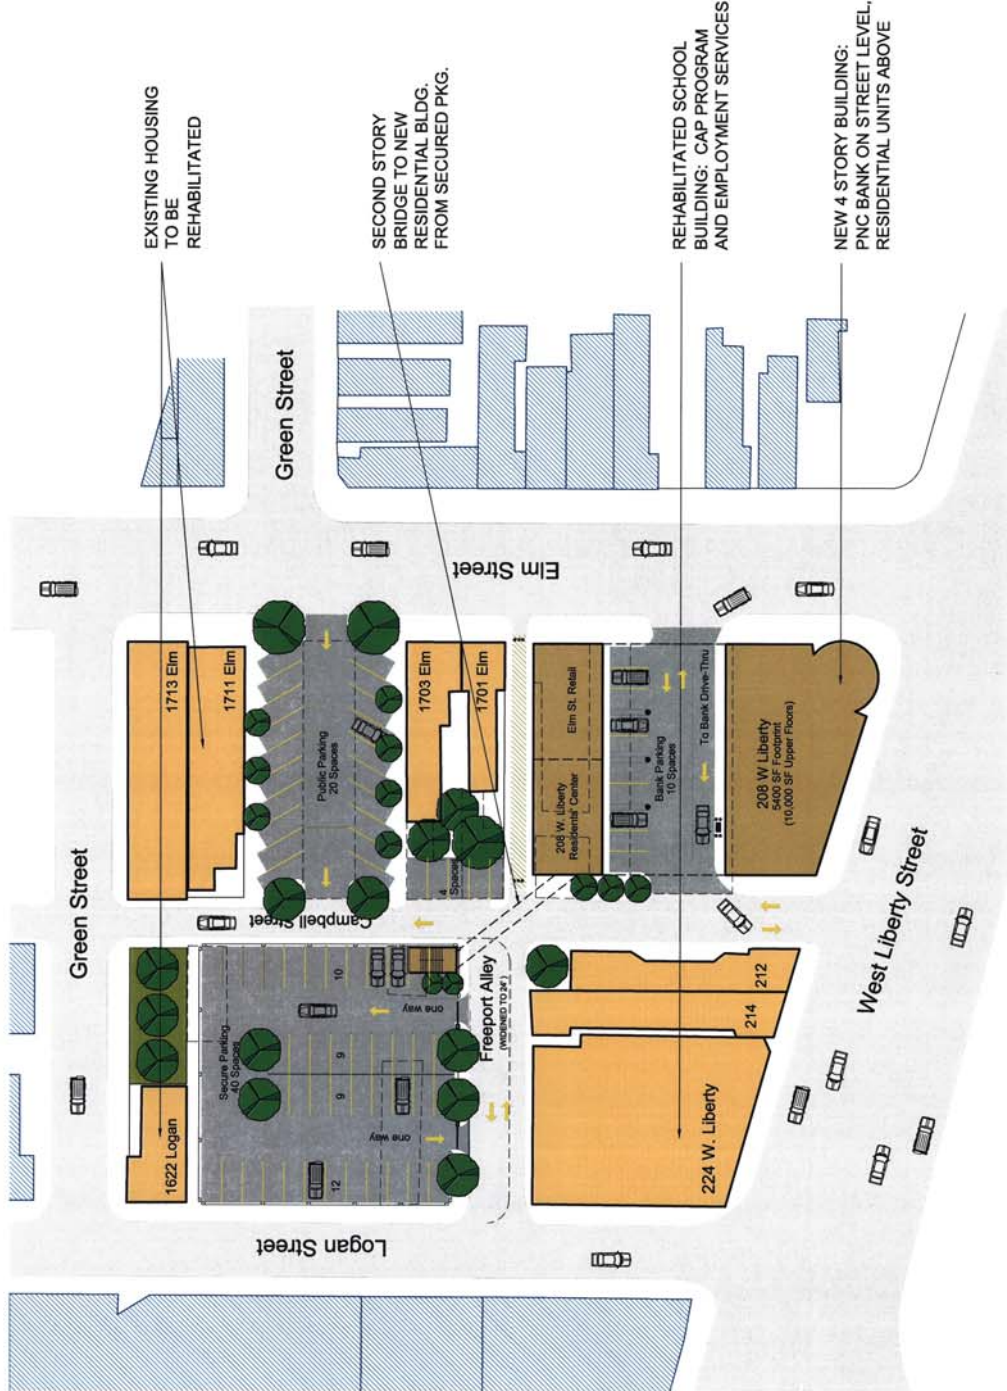 EXISTING HOUSING
TO BE
REHABILITATED
SECOND STORY
BRIDGE TO NEW
RESIDENTIAL BLDG.
FROM SECURED PKG.
REHABILITATED SCHOOL
BUILDING: CAP PROGRAM
AND EMPLOYMENT SERVICES
NEW 4 STORY BUILDING:
PNC BANK ON STREET LEVEL,
RESIDENTIAL UNITS ABOVE
Green Street
Elm Street
1713 Elm
1711 Elm
Public Parking
20 Spaces
1703 Elm
1701 Elm
4
Spaces
Elm St. Retail
208 W. Liberty
Residents' Center
Bank Parking
10 Spaces
To Bank Drive-Thru
208 W Liberty
5400 SF Footprint
(10,000 SF Upper Floors)
Green Street
Campbell Street
West Liberty Street
1622 Logan
Secure Parking
40 Spaces
10
one way
9
9
one way
12
Freeport Alley
(WIDENED TO 24')
212
214
224 W. Liberty
Logan Street